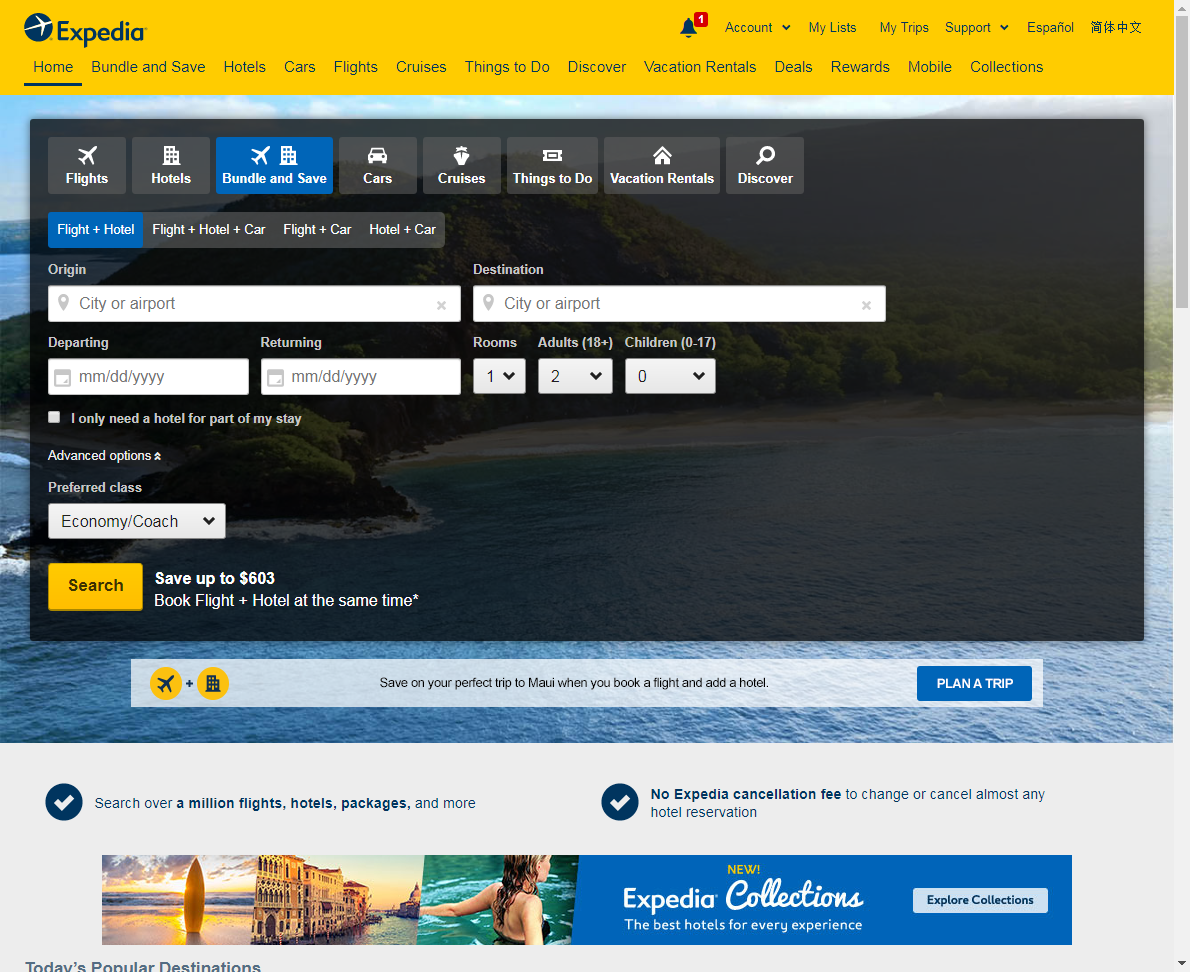 Expedia
1
Account
My Lists
My Trips
Support
Español
简体中文
Home
Bundle and Save
Hotels
Cars
Flights
Cruises
Things to Do
Discover
Vacation Rentals
Deals
Rewards
Mobile
Collections
Flights
Hotels
Bundle and Save
Cars
Cruises
Things to Do
Vacation Rentals
Discover
Flight + Hotel
Flight + Hotel + Car
Flight + Car
Hotel + Car
Origin
Destination
City or airport
City or airport
Departing
Returning
Rooms
Adults (18+)
Children (0-17)
mm/dd/yyyy
mm/dd/yyyy
1
2
0
I only need a hotel for part of my stay
Advanced options
Preferred class
Economy/Coach
Search
Save up to $603
Book Flight + Hotel at the same time*
+
Save on your perfect trip to Maui when you book a flight and add a hotel.
PLAN A TRIP
Search over a million flights, hotels, packages, and more
No Expedia cancellation fee to change or cancel almost any
hotel reservation
NEW!
Expedia Collections
The best hotels for every experience
Explore Collections
Today's Popular Destinations